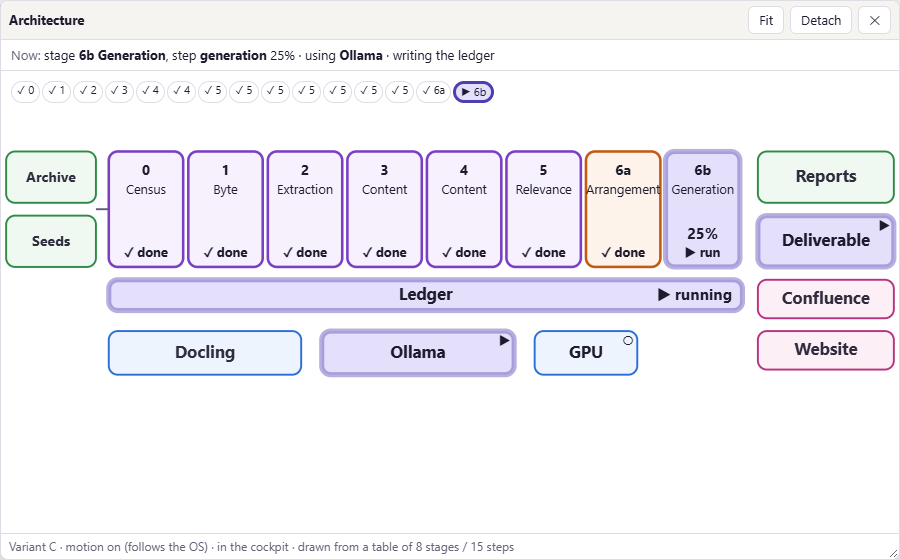 Architecture
Fit
Detach
×
Now: stage 6b Generation, step generation 25% · using Ollama · writing the ledger
✓ 0
✓ 1
✓ 2
✓ 3
✓ 4
✓ 4
✓ 5
✓ 5
✓ 5
✓ 5
✓ 5
✓ 5
✓ 5
✓ 6a
▶ 6b
Archive
Seeds
0
Census
✓ done
1
Byte
✓ done
2
Extraction
✓ done
3
Content
✓ done
4
Content
✓ done
5
Relevance
✓ done
6a
Arrangement
✓ done
6b
Generation
25%
▶ run
Reports
Deliverable ▶
Confluence
Website
Ledger
▶ running
Docling
Ollama ▶
GPU ○
Variant C · motion on (follows the OS) · in the cockpit · drawn from a table of 8 stages / 15 steps